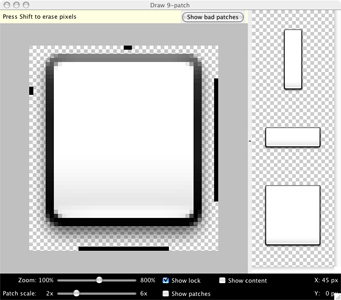 Draw 9-patch
Press Shift to erase pixels
Show bad patches
Zoom: 100% 800% Show lock Show content X: 45 px
Patch scale: 2x 6x Show patches Y: 0 px